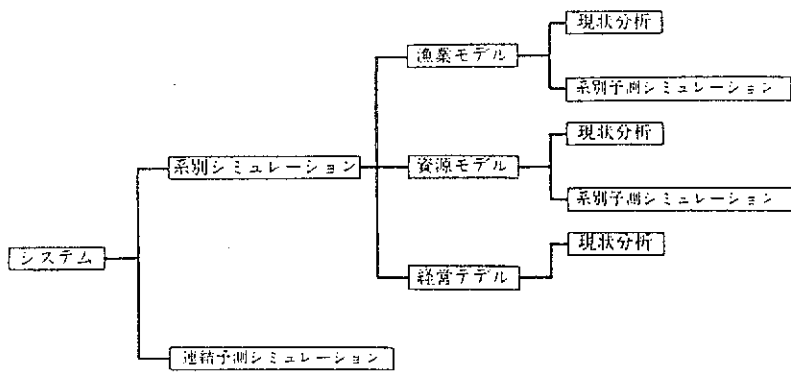 現状分析
漁業モデル
系別予測シミュレーション
現状分析
系別シミュレーション
資源モデル
系別予測シミュレーション
現状分析
システム
経営テデル
連結予測シミュレーション